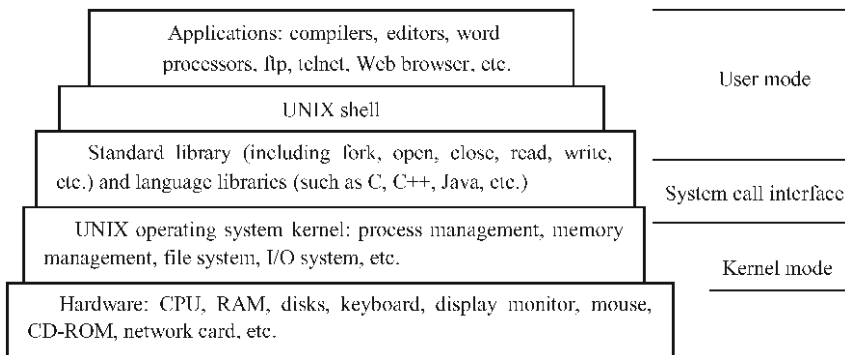 Applications: compilers, editors, word
processors, ftp, telnet, Web browser, etc.
User mode
UNIX shell
Standard library (including fork, open, close, read, write,
etc.) and language libraries (such as C, C++, Java, etc.)
System call interface
UNIX operating system kernel: process management, memory
management, file system, I/O system, etc.
Kernel mode
Hardware: CPU, RAM, disks, keyboard, display monitor, mouse,
CD-ROM, network card, etc.